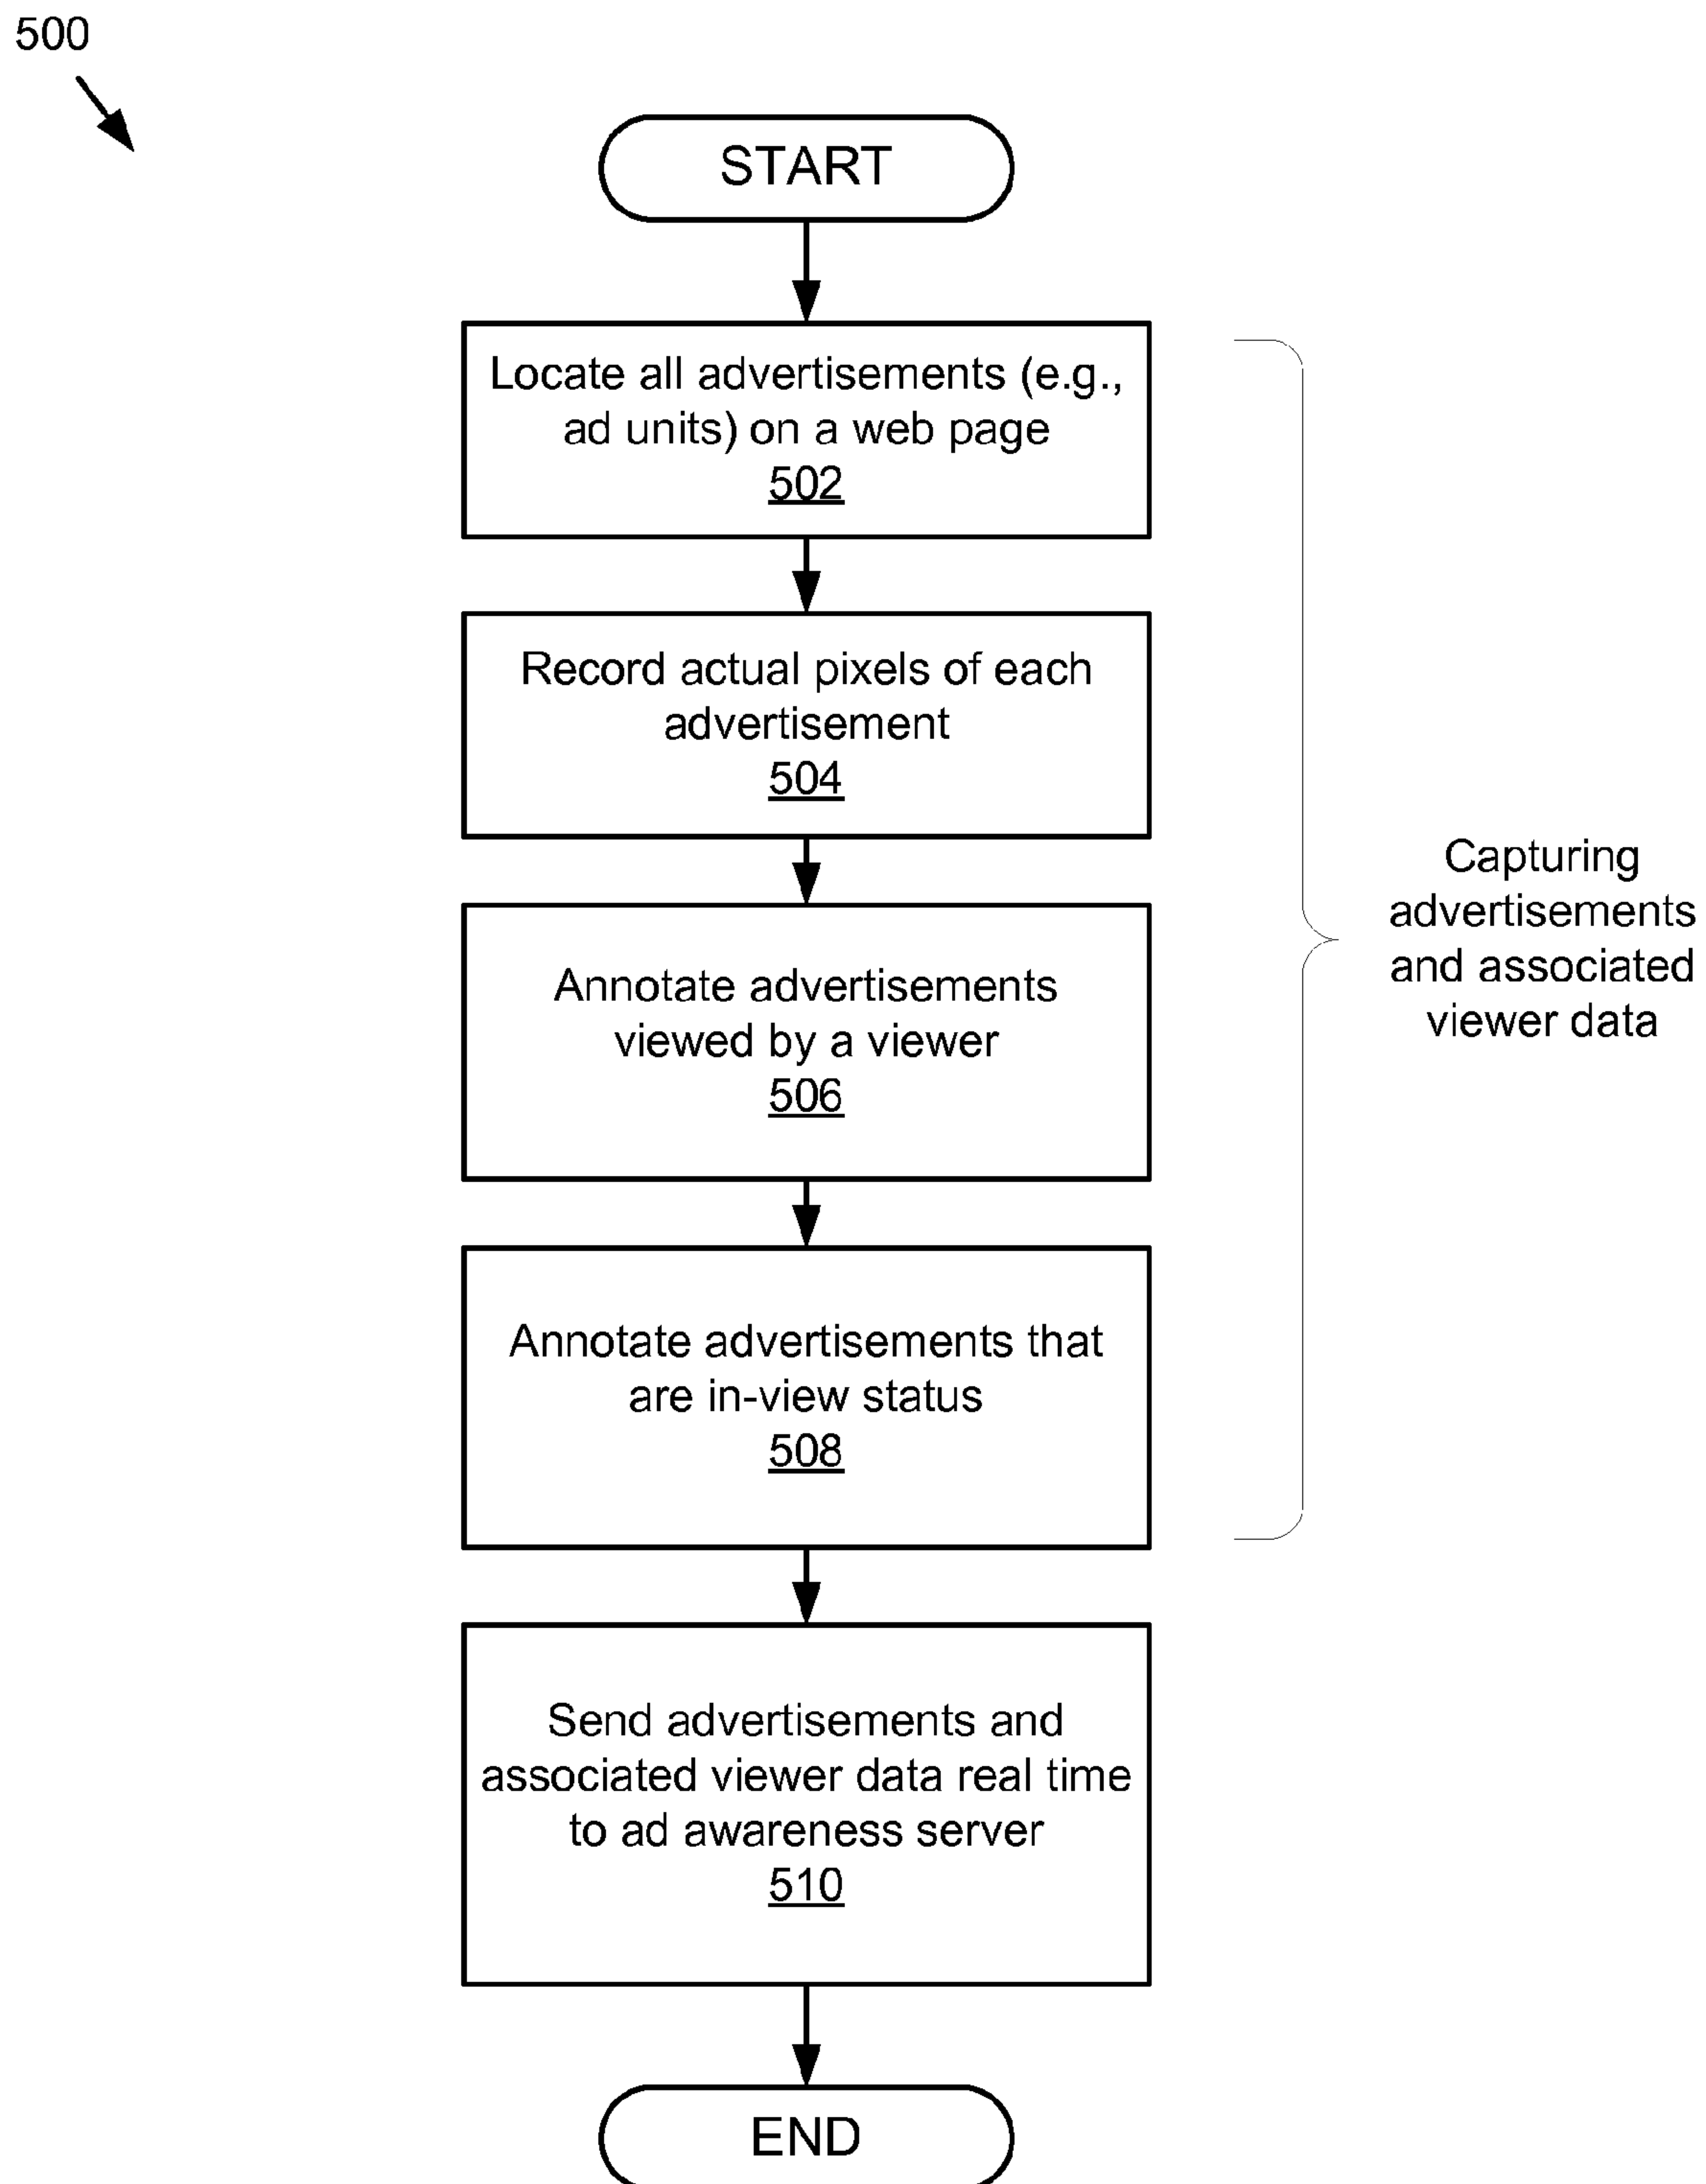 500
START
Locate all advertisements (e.g.,
ad units) on a web page
502
Record actual pixels of each
advertisement
504
Annotate advertisements
viewed by a viewer
506
Annotate advertisements that
are in-view status
508
Capturing
advertisements
and associated
viewer data
Send advertisements and
associated viewer data real time
to ad awareness server
510
END